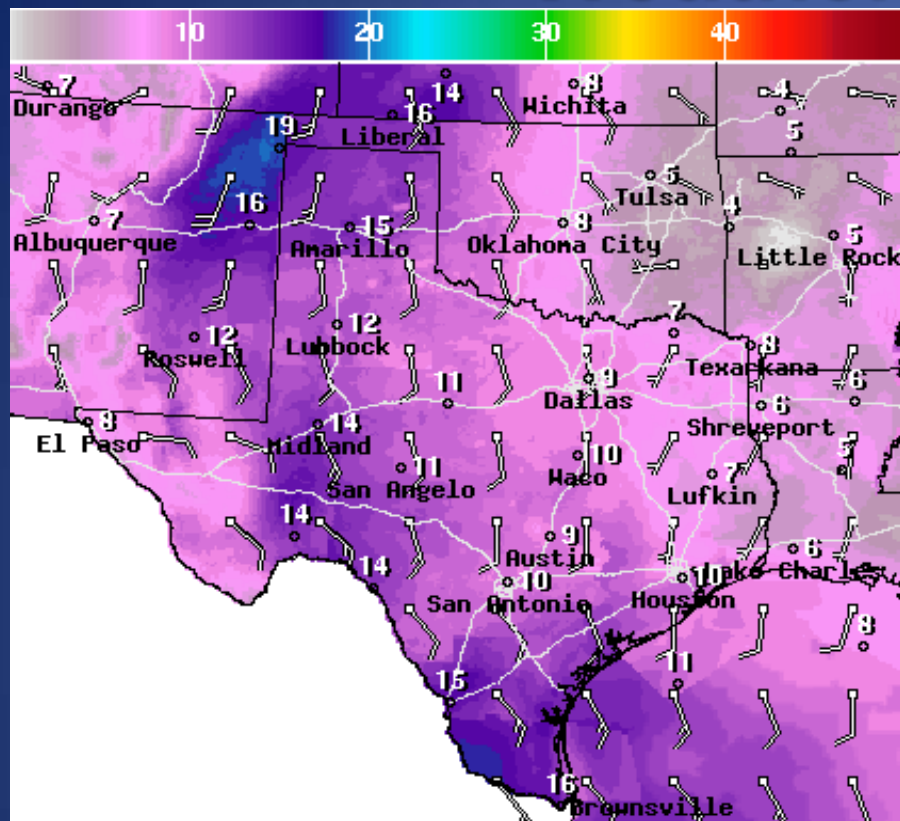 10 20 30 40
7 14 8 4
Durango Wichita
16
19 Liberal
5
5
16 Tulsa
7 15 8 4 5
Albuquerque Amarillo Oklahoma City Little Rock
12 12 7
Roswell Lubbock 8
Texarkana
11 9 6
Dallas 6
8 14 Shreveport
El Paso Midland
11 10 7 5
San Angelo Waco Lufkin
14 9 6
Austin
14 10 10 Lake Charles
San Antonio Houston
8
11
15
16
Brownsville